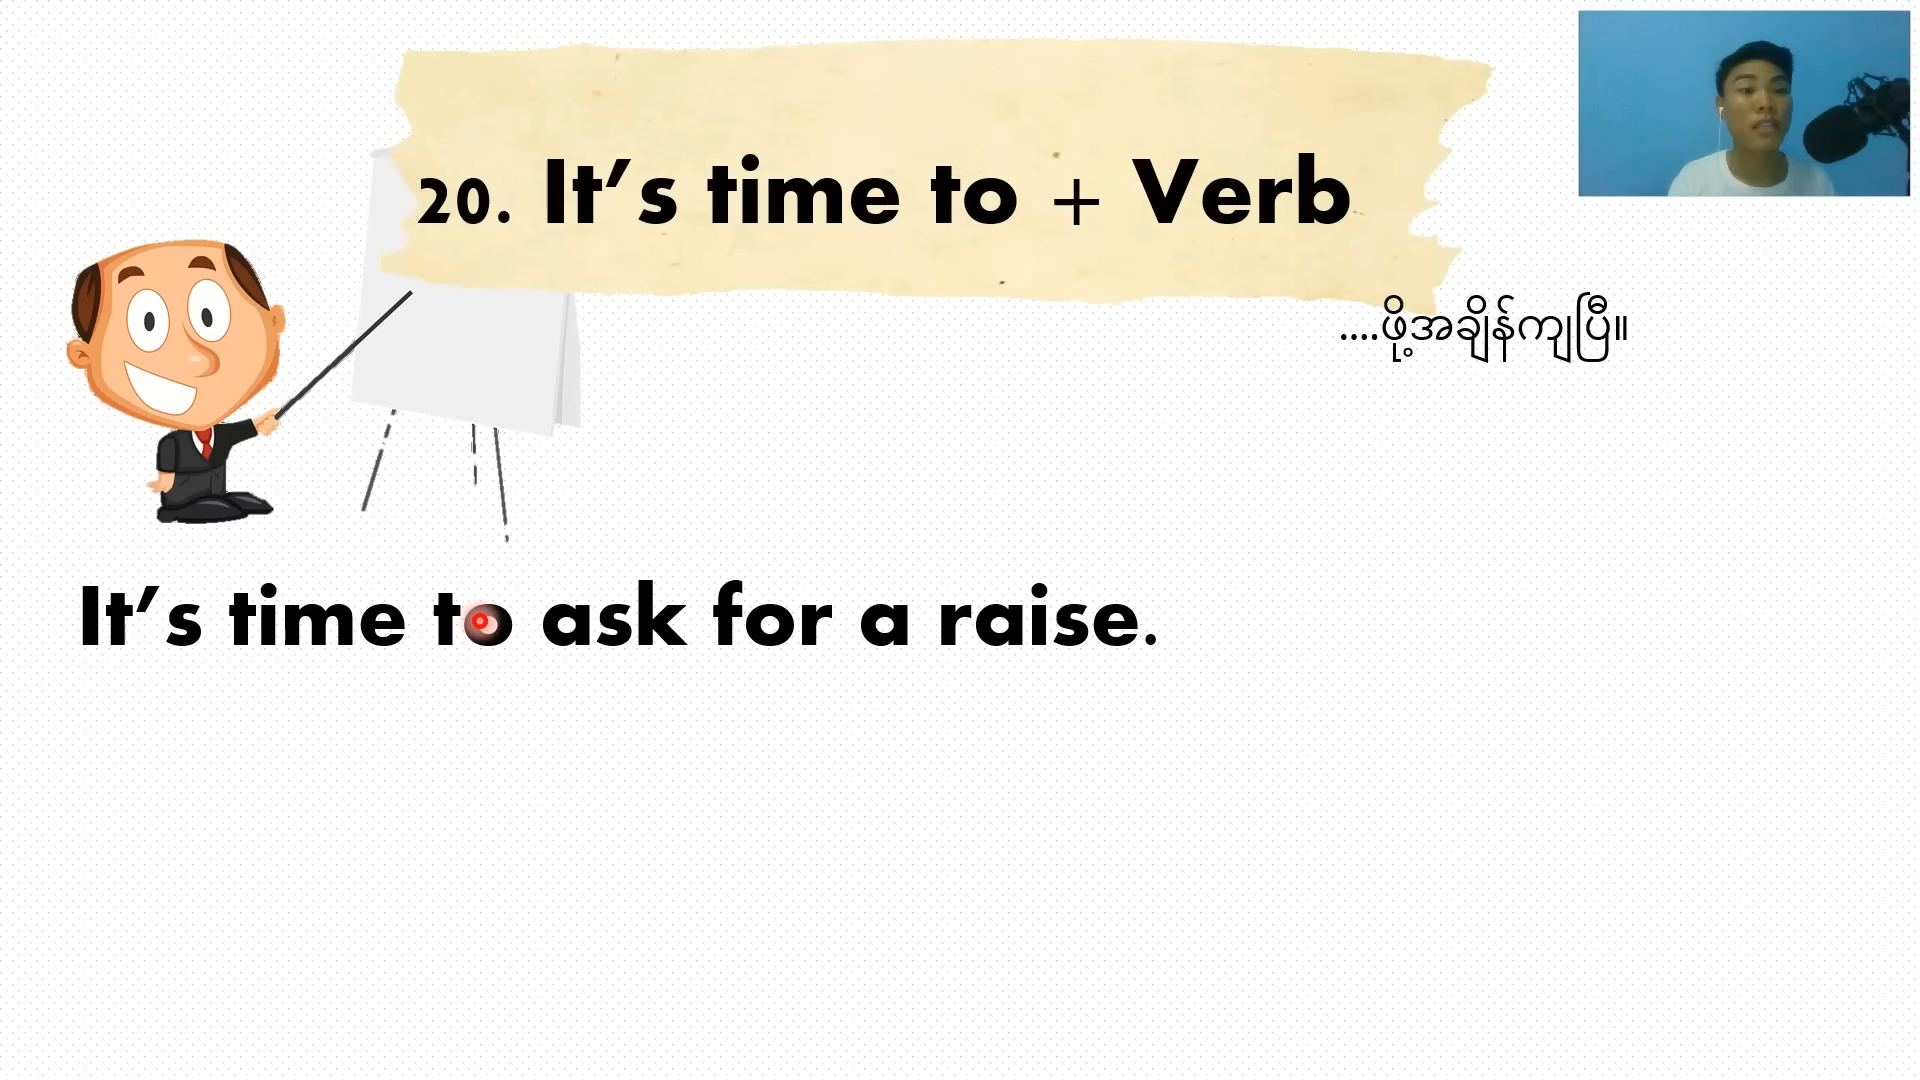 20. It’s time to + Verb
....ဖို့အချိန်ကျပြီ။
It’s time to ask for a raise.